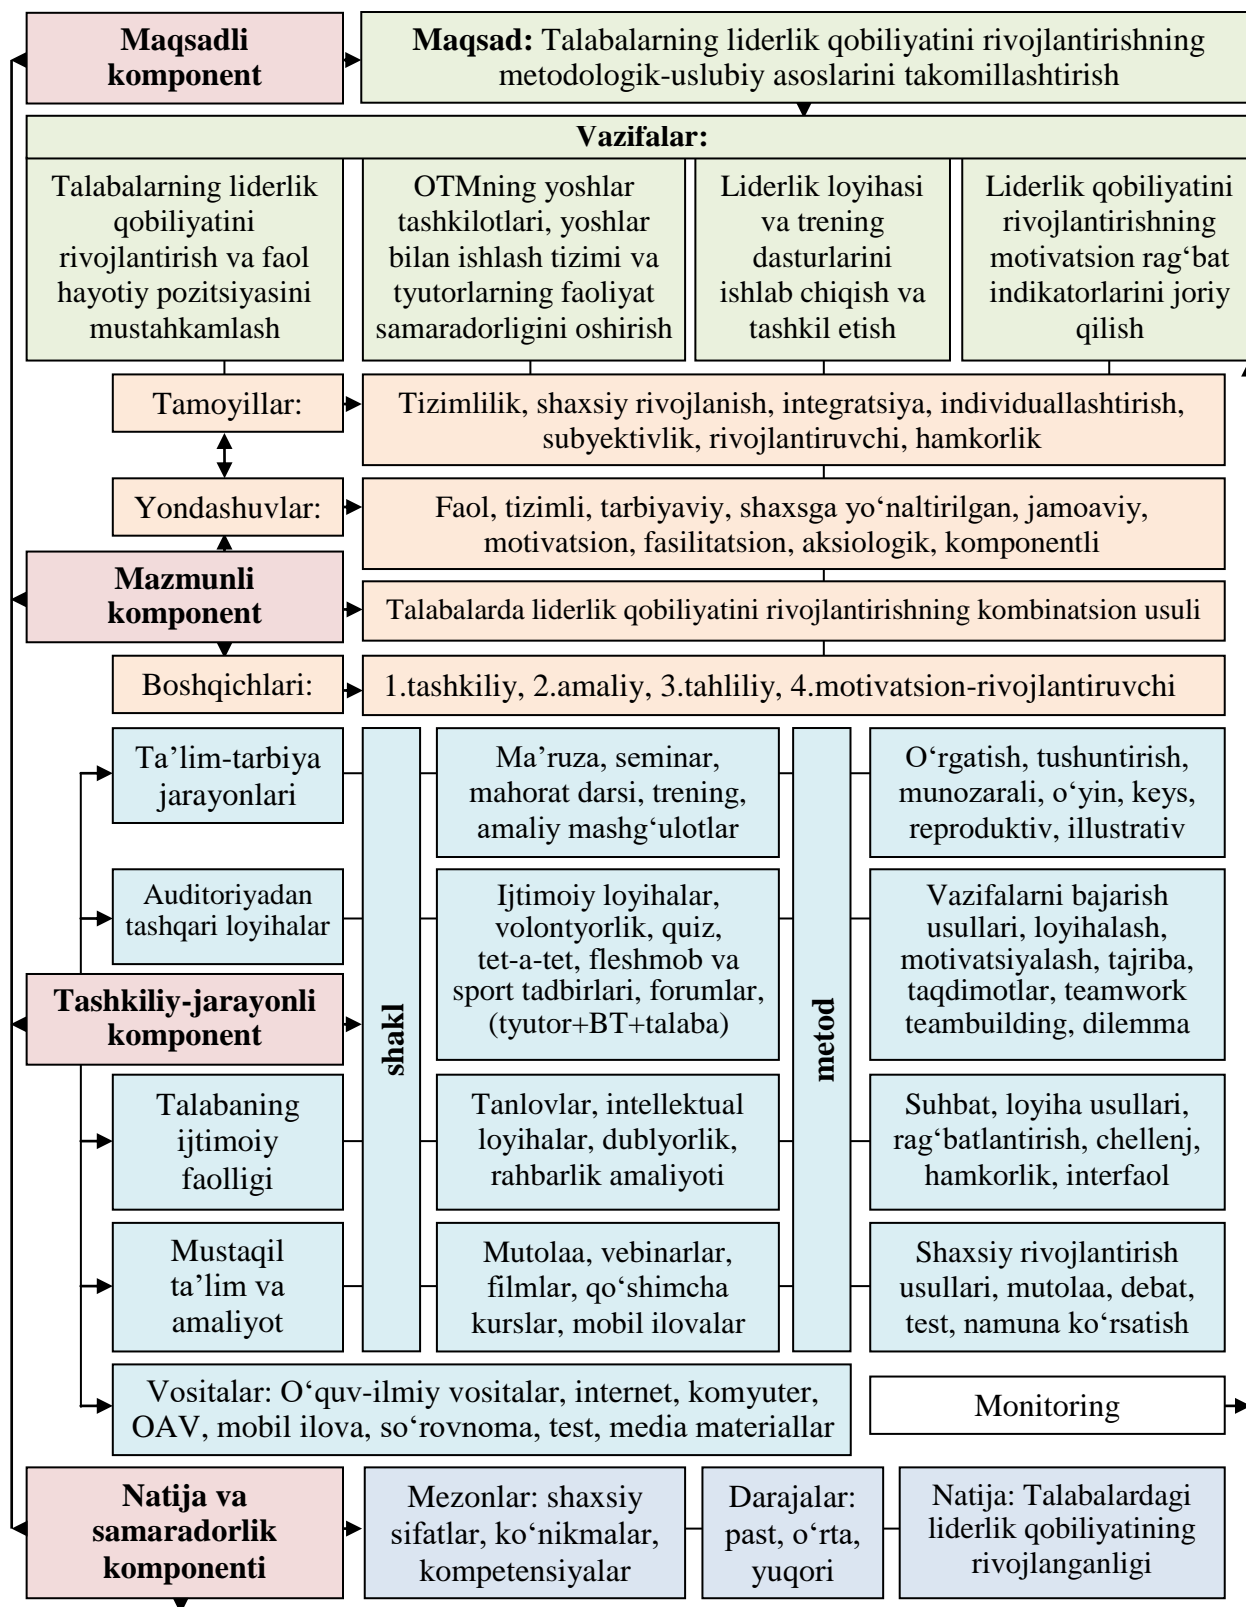 Maqsadli
komponent
Maqsad: Talabalarning liderlik qobiliyatini rivojlantirishning
metodologik-uslubiy asoslarini takomillashtirish
Vazifalar:
Talabalarning liderlik
qobiliyatini
rivojlantirish va faol
hayotiy pozitsiyasini
mustahkamlash
OTMning yoshlar
tashkilotlari, yoshlar
bilan ishlash tizimi va
tyutorlarning faoliyat
samaradorligini oshirish
Liderlik loyihasi
va trening
dasturlarini
ishlab chiqish va
tashkil etish
Liderlik qobiliyatini
rivojlantirishning
motivatsion rag‘bat
indikatorlarini joriy
qilish
Tamoyillar:
Tizimlilik, shaxsiy rivojlanish, integratsiya, individuallashtirish,
subyektivlik, rivojlantiruvchi, hamkorlik
Yondashuvlar:
Faol, tizimli, tarbiyaviy, shaxsga yo‘naltirilgan, jamoaviy,
motivatsion, fasilitatsion, aksiologik, komponentli
Mazmunli
komponent
Talabalarda liderlik qobiliyatini rivojlantirishning kombinatsion usuli
Boshqichlari:
1.tashkiliy, 2.amaliy, 3.tahliliy, 4.motivatsion-rivojlantiruvchi
Ta’lim-tarbiya
jarayonlari
Ma’ruza, seminar,
mahorat darsi, trening,
amaliy mashg‘ulotlar
O‘rgatish, tushuntirish,
munozarali, o‘yin, keys,
reproduktiv, illustrativ
Auditoriyadan
tashqari loyihalar
Ijtimoiy loyihalar,
volontyorlik, quiz,
tet-a-tet, fleshmob va
sport tadbirlari, forumlar,
(tyutor+BT+talaba)
Vazifalarni bajarish
usullari, loyihalash,
motivatsiyalash, tajriba,
taqdimotlar, teamwork
teambuilding, dilemma
Tashkiliy-jarayonli
komponent
shakl
metod
Talabaning
ijtimoiy
faolligi
Tanlovlar, intellektual
loyihalar, dublyorlik,
rahbarlik amaliyoti
Suhbat, loyiha usullari,
rag‘batlantirish, chellenj,
hamkorlik, interfaol
Mustaqil
ta’lim va
amaliyot
Mutolaa, vebinarlar,
filmlar, qo‘shimcha
kurslar, mobil ilovalar
Shaxsiy rivojlantirish
usullari, mutolaa, debat,
test, namuna ko‘rsatish
Vositalar: O‘quv-ilmiy vositalar, internet, komyuter,
OAV, mobil ilova, so‘rovnoma, test, media materiallar
Monitoring
Natija va
samaradorlik
komponenti
Mezonlar: shaxsiy
sifatlar, ko‘nikmalar,
kompetensiyalar
Darajalar:
past, o‘rta,
yuqori
Natija: Talabalardagi
liderlik qobiliyatining
rivojlanganligi